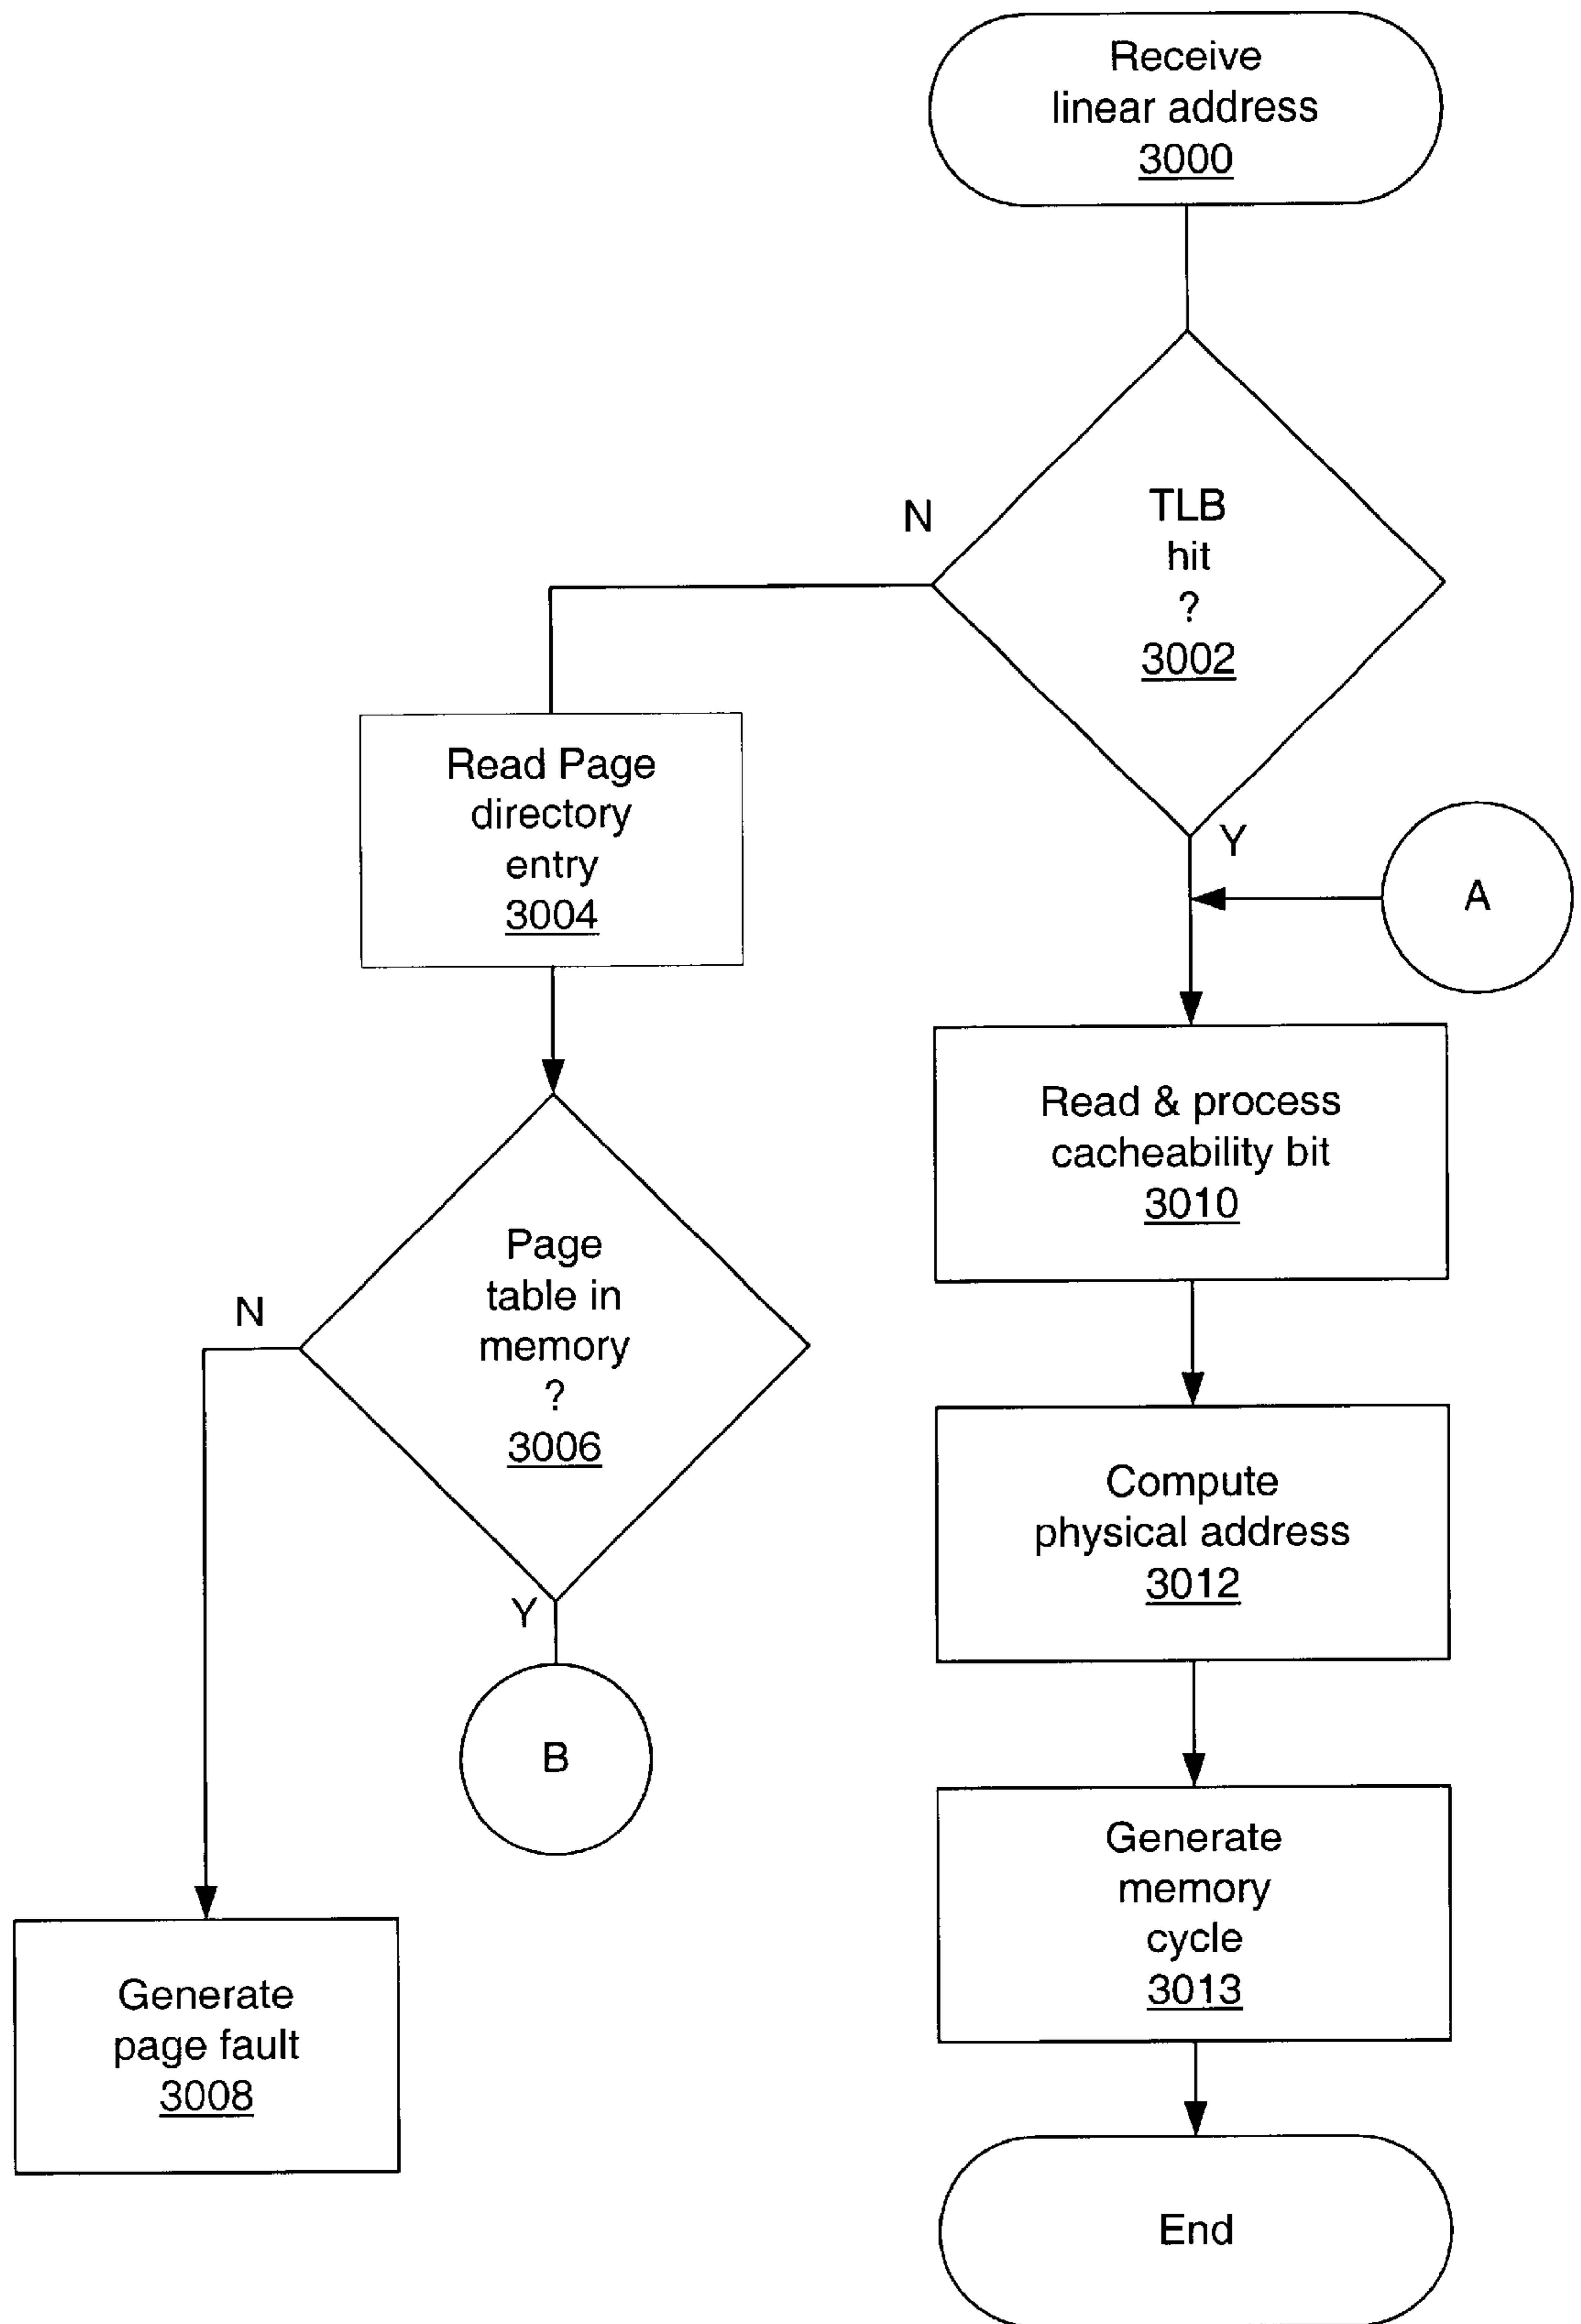 Receive
linear address
3000
TLB
hit
?
3002
N
Y
A
Read Page
directory
entry
3004
Read & process
cacheability bit
3010
Page
table in
memory
?
3006
N
Y
B
Compute
physical address
3012
Generate
memory
cycle
3013
Generate
page fault
3008
End